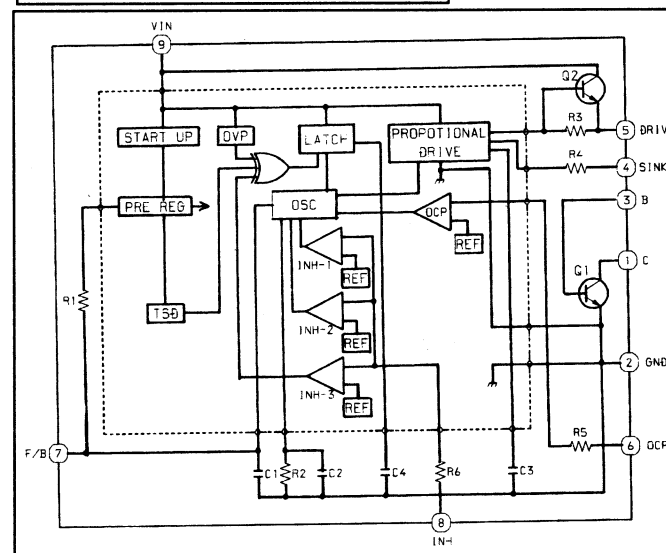 VIN
9
Q2
R3
5 DRIV
START UP
OVP
LATCH
PROPOTIONAL
DRIVE
R4
4 SINK
3 B
PRE REG
OSC
OCP
REF
1 C
Q1
INH-1
REF
R1
TSD
INH-2
REF
2 GND
INH-3
REF
R5
F/B 7
6 OCP
C1
R2
C2
C4
R6
C3
8
INH